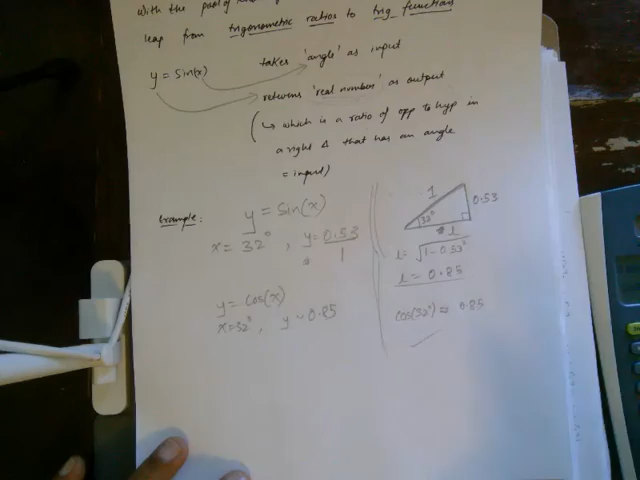 with the
leap from trigonometric ratios to trig functions
y = sin(x) takes 'angle' as input
returns 'real number' as output
(↳ which is a ratio of opp to hyp in
a right Δ that has an angle
= input)
Example:
y = sin(x)
x = 32°, y = 0.53/1
y = cos(x)
x = 32°, y ~ 0.85
1
32°
0.53
l
l = √1 - 0.53²
l = 0.85
cos(32°) ≈ 0.85